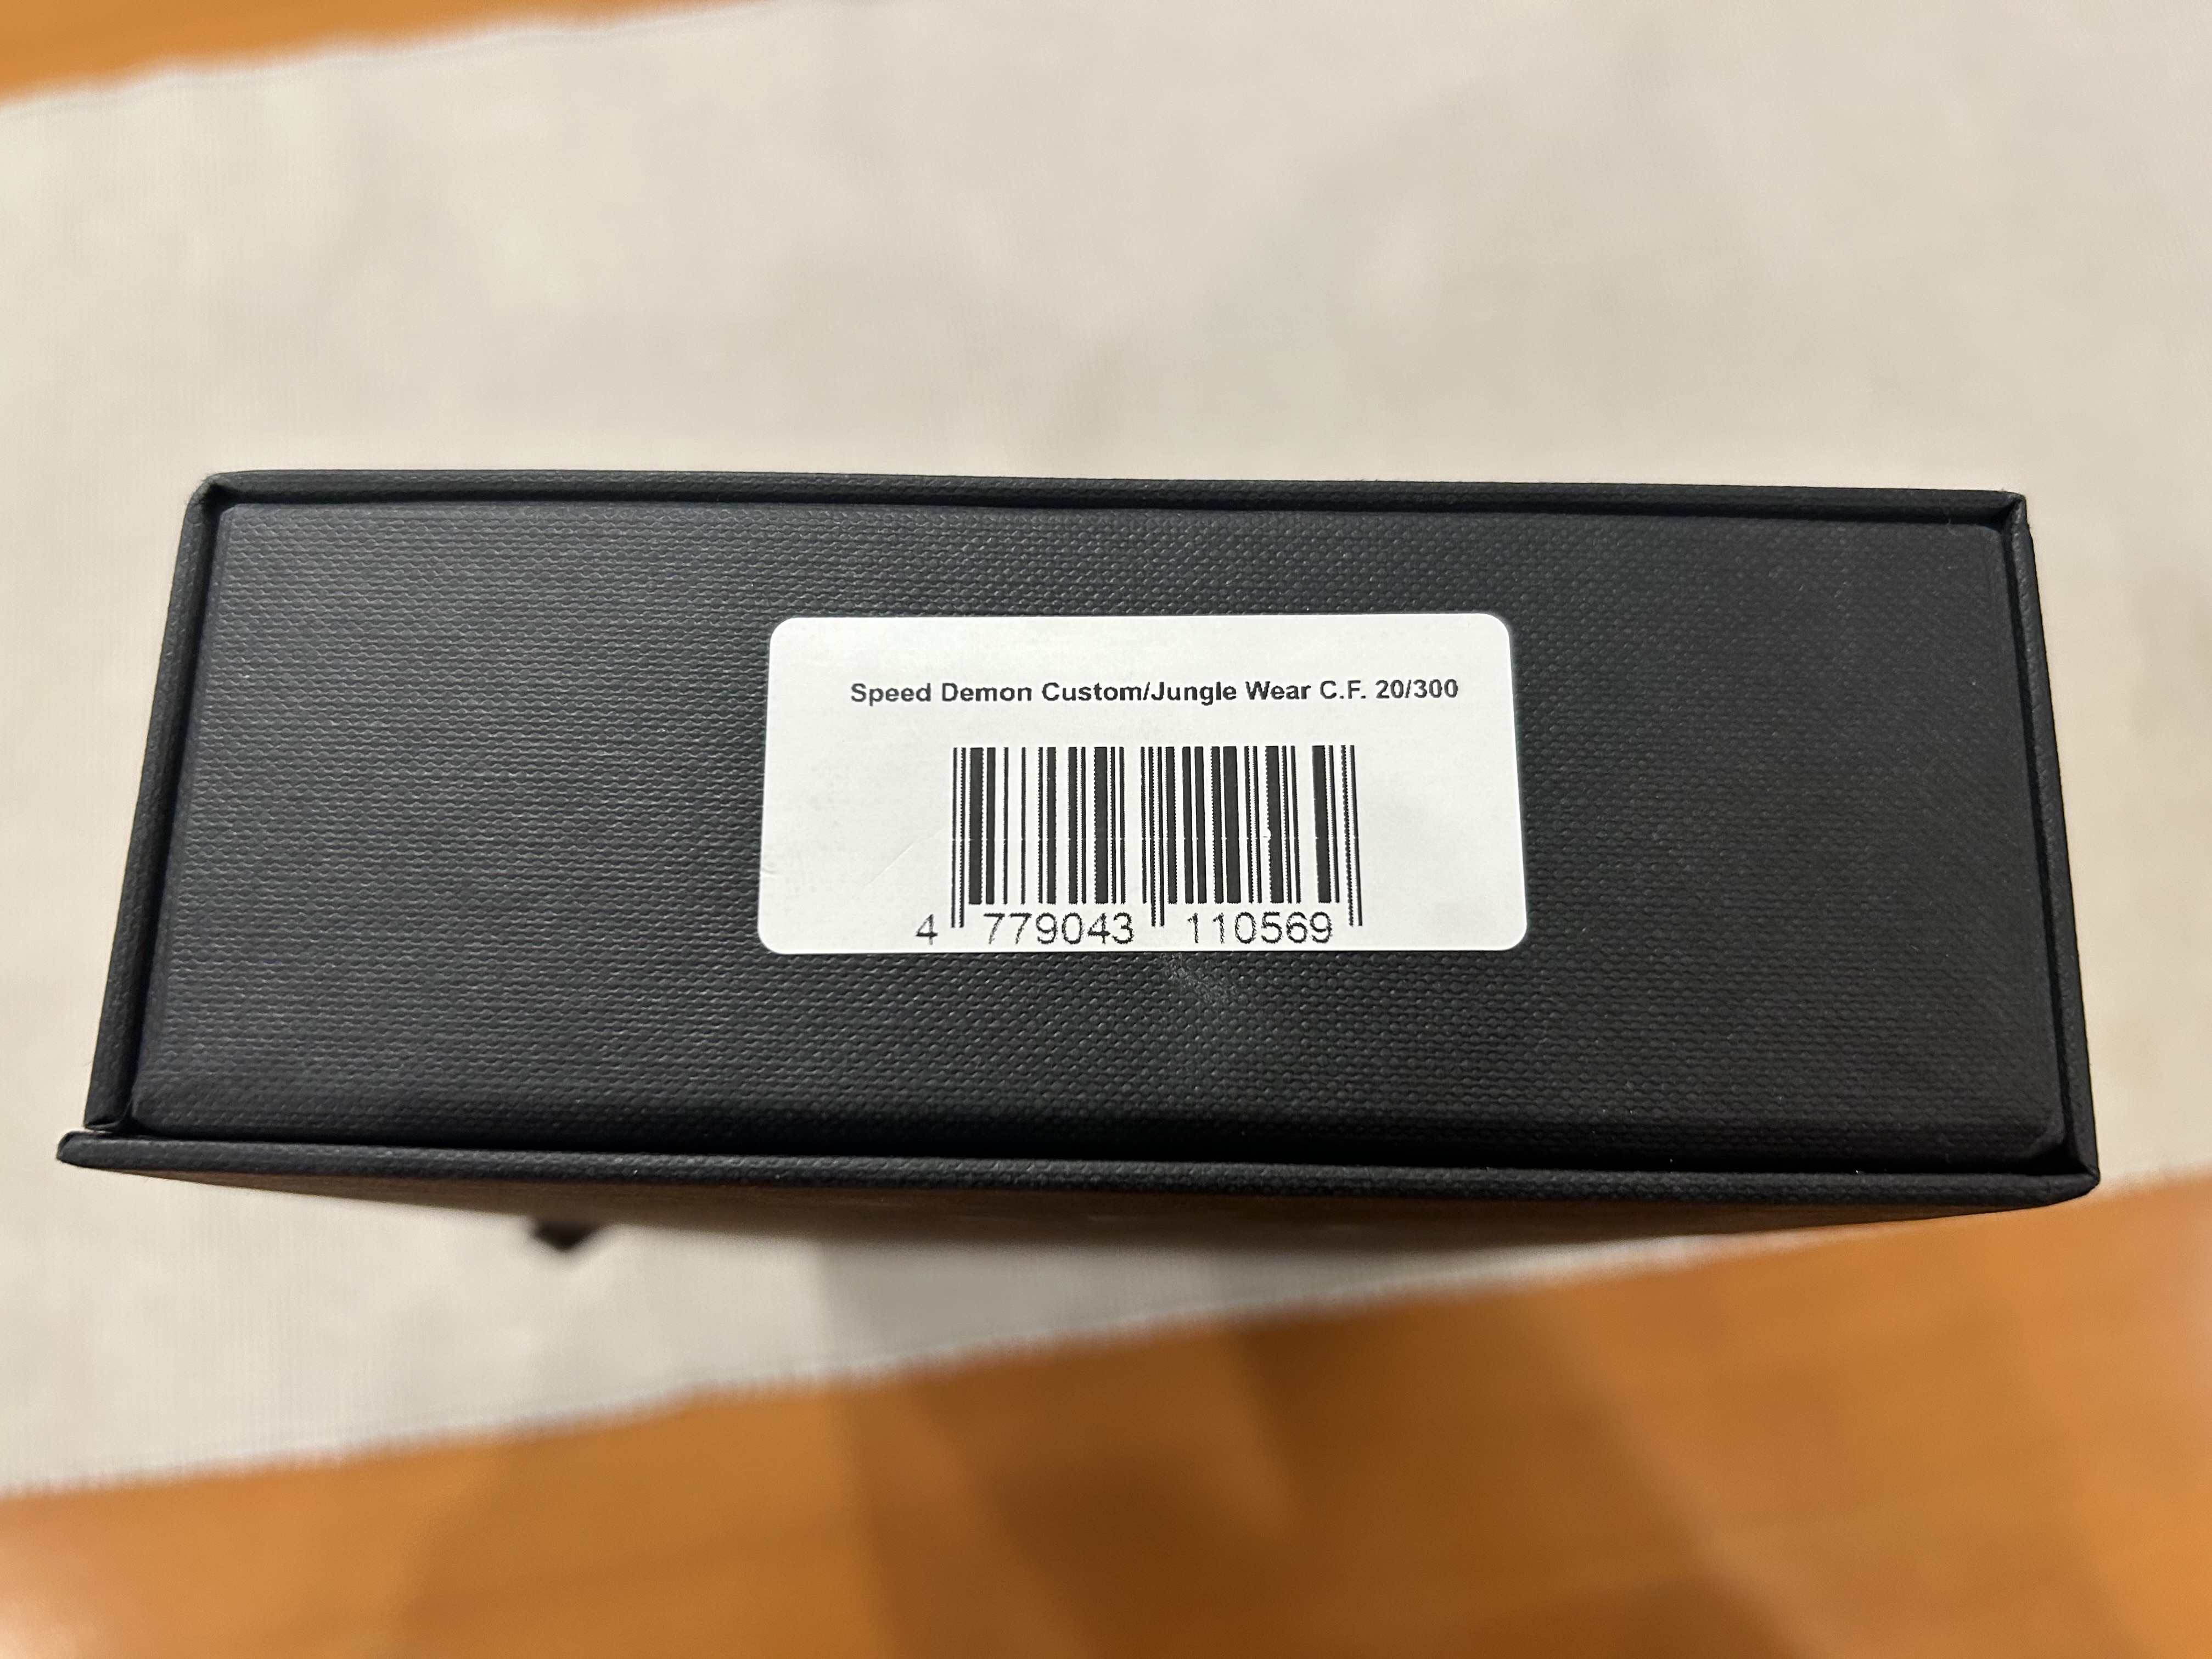 Speed Demon Custom/Jungle Wear C.F. 20/300
4 779043 110569